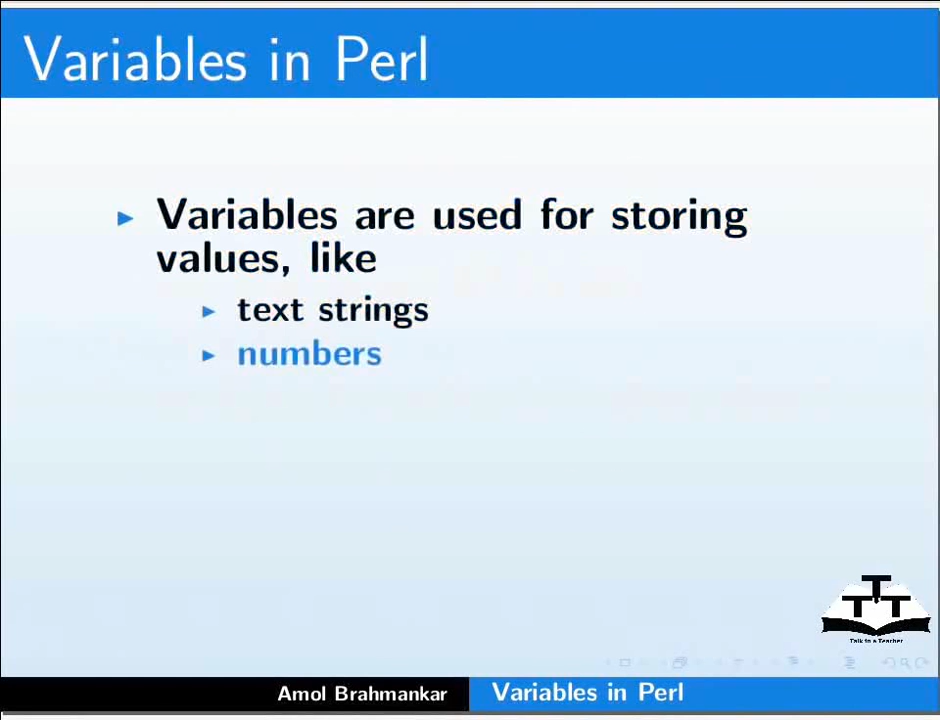 Variables in Perl
Variables are used for storing
values, like
text strings
numbers
T
T T
Talk to a Teacher
Amol Brahmankar
Variables in Perl